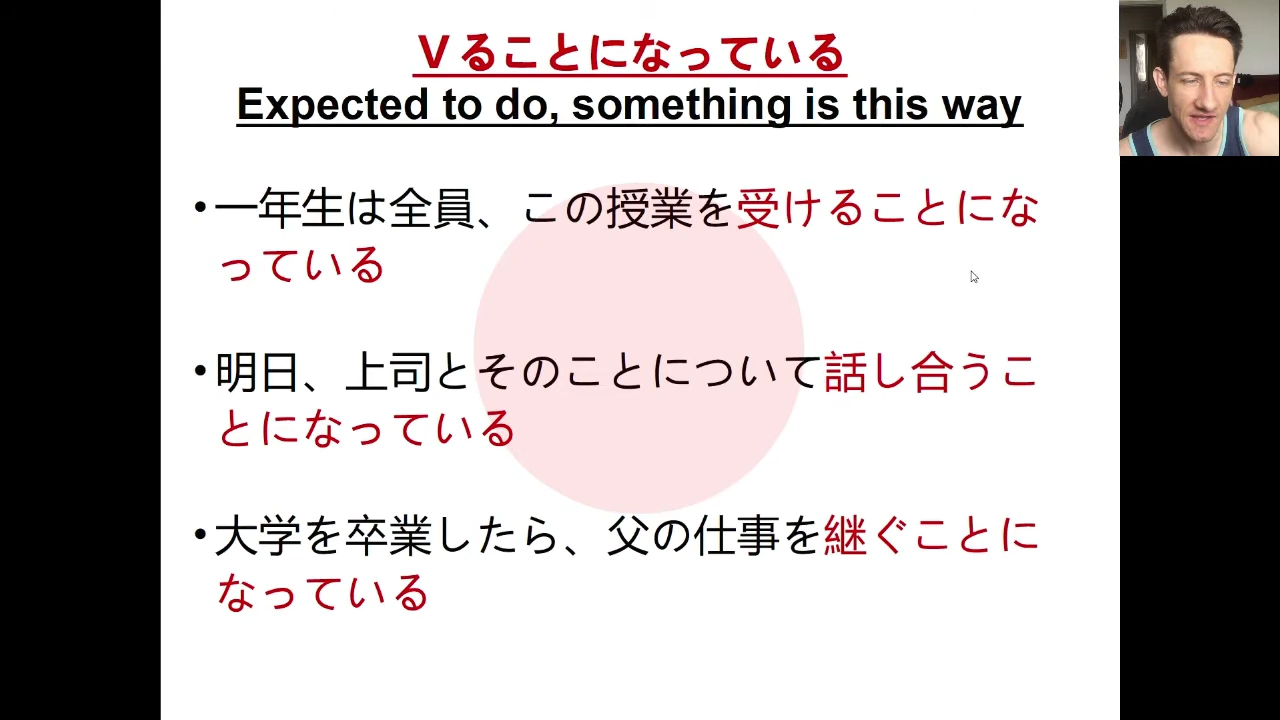 Ｖることになっている
Expected to do, something is this way
•一年生は全員、この授業を受けることにな
っている
•明日、上司とそのことについて話し合うこ
とになっている
•大学を卒業したら、父の仕事を継ぐことに
なっている